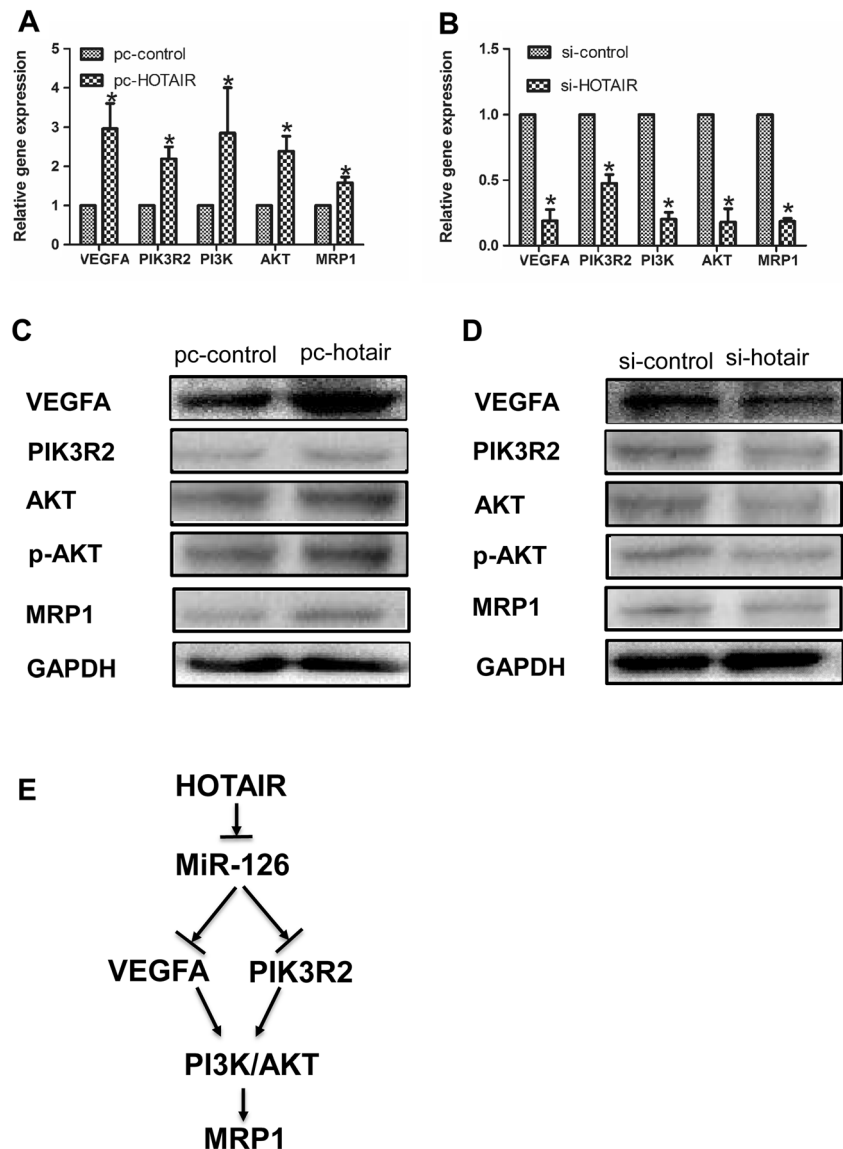 A
pc-control
pc-HOTAIR
Relative gene expression
5
4
3
2
1
0
* * * * *
VEGFA PIK3R2 PI3K AKT MRP1
B
si-control
si-HOTAIR
Relative gene expression
1.5
1.0
0.5
0.0
* * * * *
VEGFA PIK3R2 PI3K AKT MRP1
C
pc-control pc-hotair
VEGFA
PIK3R2
AKT
p-AKT
MRP1
GAPDH
D
si-control si-hotair
VEGFA
PIK3R2
AKT
p-AKT
MRP1
GAPDH
E
HOTAIR
MiR-126
VEGFA PIK3R2
PI3K/AKT
MRP1